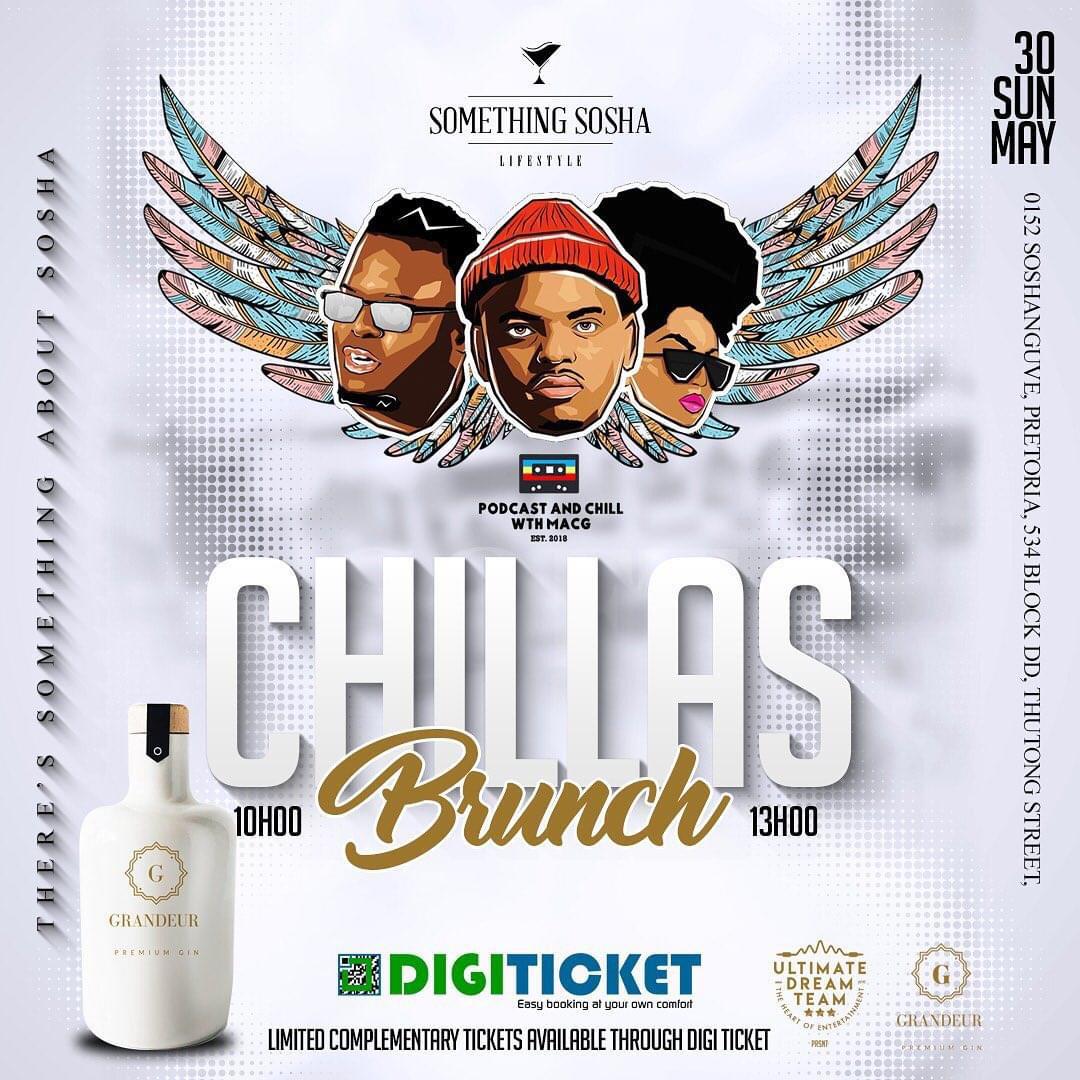 SOMETHING SOSHA
LIFESTYLE
30
SUN
MAY
0152 SOSHANGUVE, PRETORIA, 534 BLOCK DD, THUTONG STREET,
THERE'S SOMETHING ABOUT SOSHA
PODCAST AND CHILL
WTH MACG
EST. 2018
CHILLAS
Brunch
10H00
13H00
G
GRANDEUR
PREMIUM GIN
DIGITICKET
Easy booking at your own comfort
LIMITED COMPLEMENTARY TICKETS AVAILABLE THROUGH DIGI TICKET
ULTIMATE
DREAM
TEAM
THE HEART OF ENTERTAINMENT
PRSNT
G
GRANDEUR
PREMIUM GIN